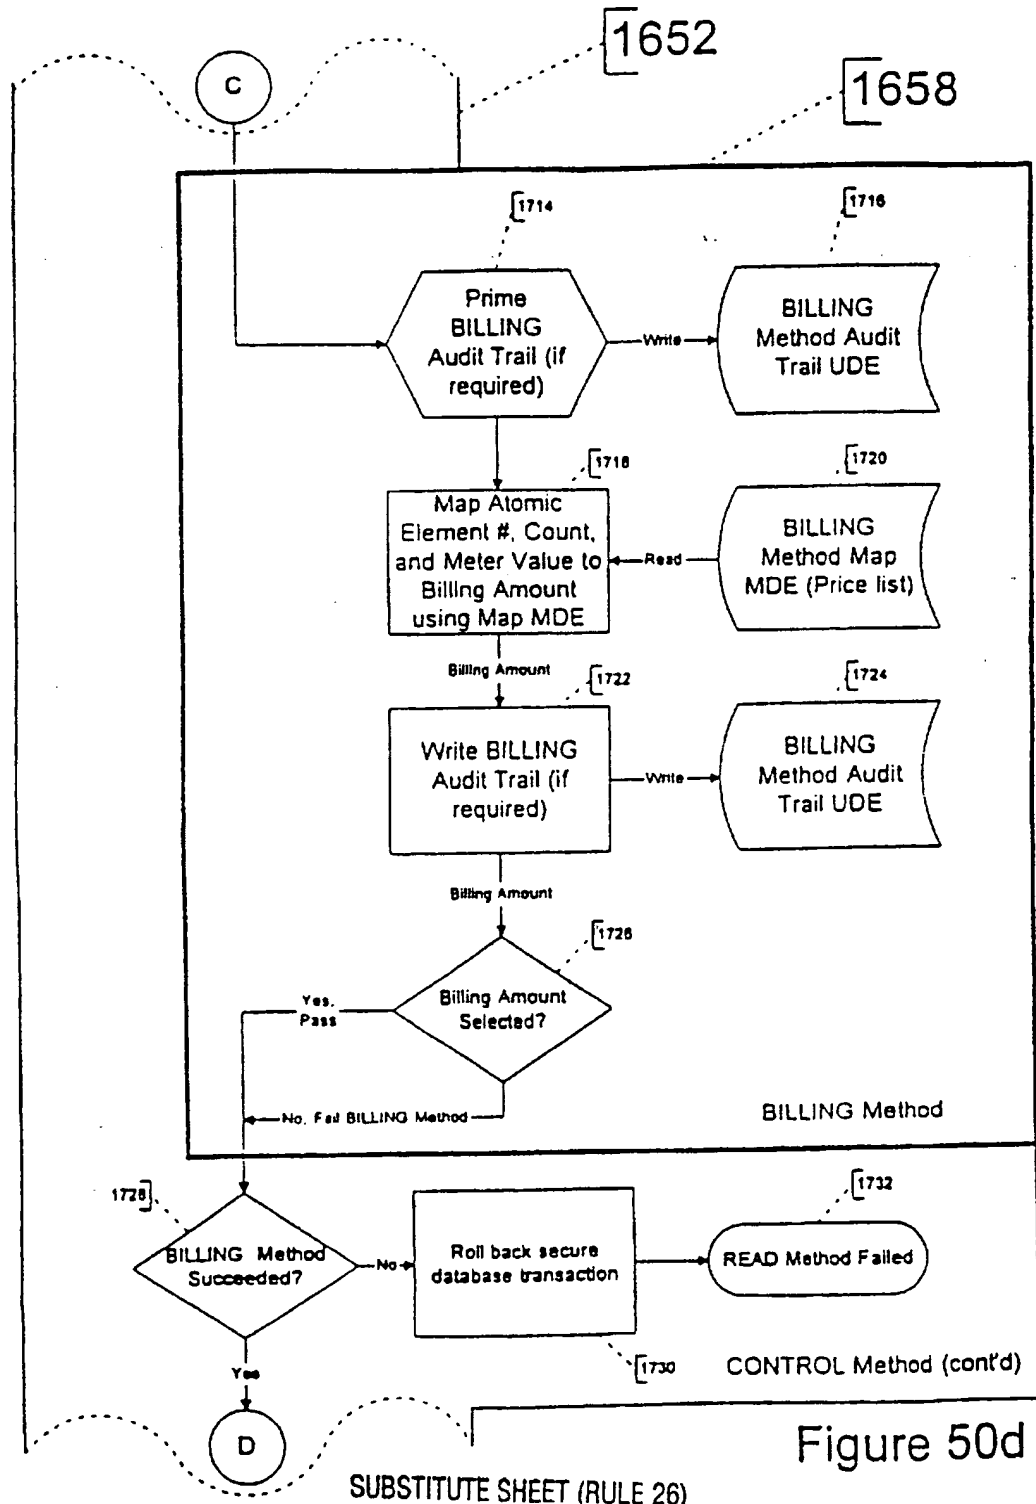 1652
C
1658
1714
1716
Prime
BILLING
Audit Trail (if
required)
Write
BILLING
Method Audit
Trail UDE
1718
1720
Map Atomic
Element #, Count,
and Meter Value to
Billing Amount
using Map MDE
Read
BILLING
Method Map
MDE (Price list)
Billing Amount
1722
1724
Write BILLING
Audit Trail (if
required)
Write
BILLING
Method Audit
Trail UDE
Billing Amount
1726
Billing Amount
Selected?
Yes,
Pass
No, Fail BILLING Method
BILLING Method
1728
BILLING Method
Succeeded?
No
Roll back secure
database transaction
1732
READ Method Failed
1730
Yes
CONTROL Method (cont'd)
D
Figure 50d
SUBSTITUTE SHEET (RULE 26)